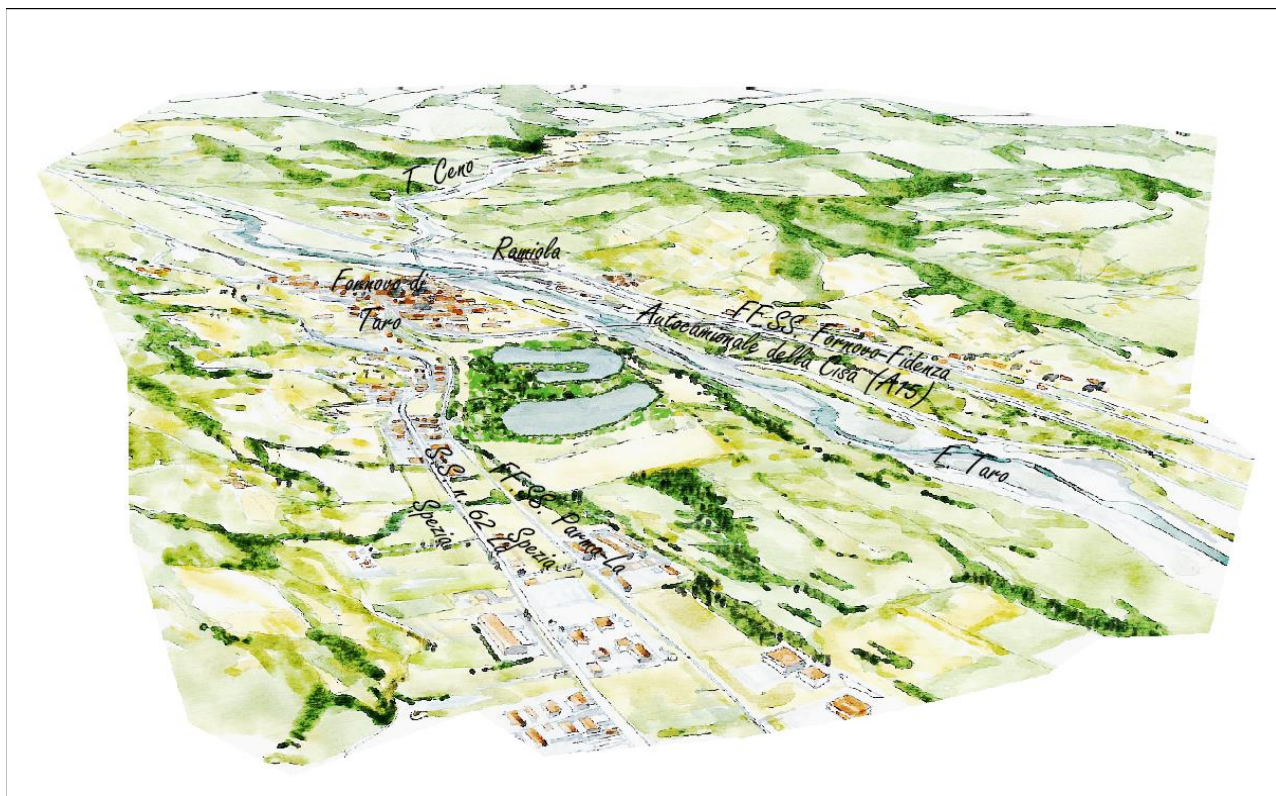 T. Ceno
Ramiola
Fornovo di
Taro
FF.SS. Fornovo-Fidenza
Autocamionale della Cisa (A15)
F. Taro
S.S. n. 62 La
Spezia
FF.SS. Parma-La
Spezia